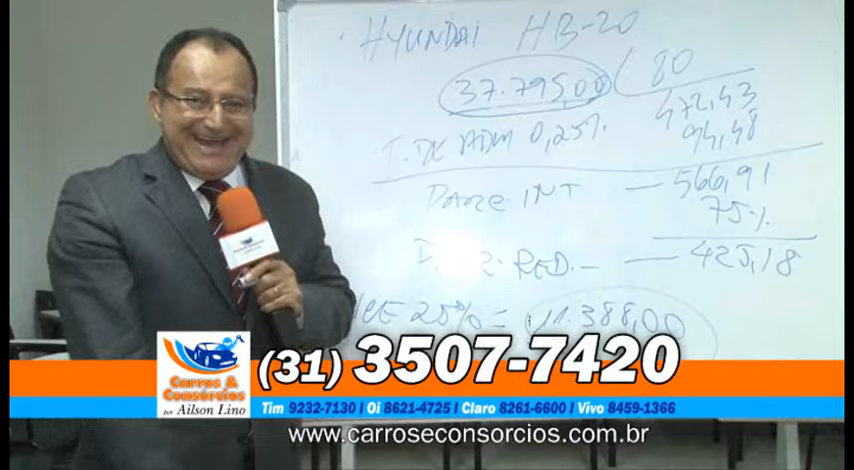 HYUNDAI HB-20
37.795,00 80
472,43
T. DE ADM 0,25%. 94,48
PARC. INT — 566,91
75%
RED. — 425,18
25% = 11.388,00
(31) 3507-7420
Carros &
Consórcios
por Ailson Lino
Tim 9232-7130 I Oi 8621-4725 I Claro 8261-6600 I Vivo 8459-1366
www.carroseconsorcios.com.br